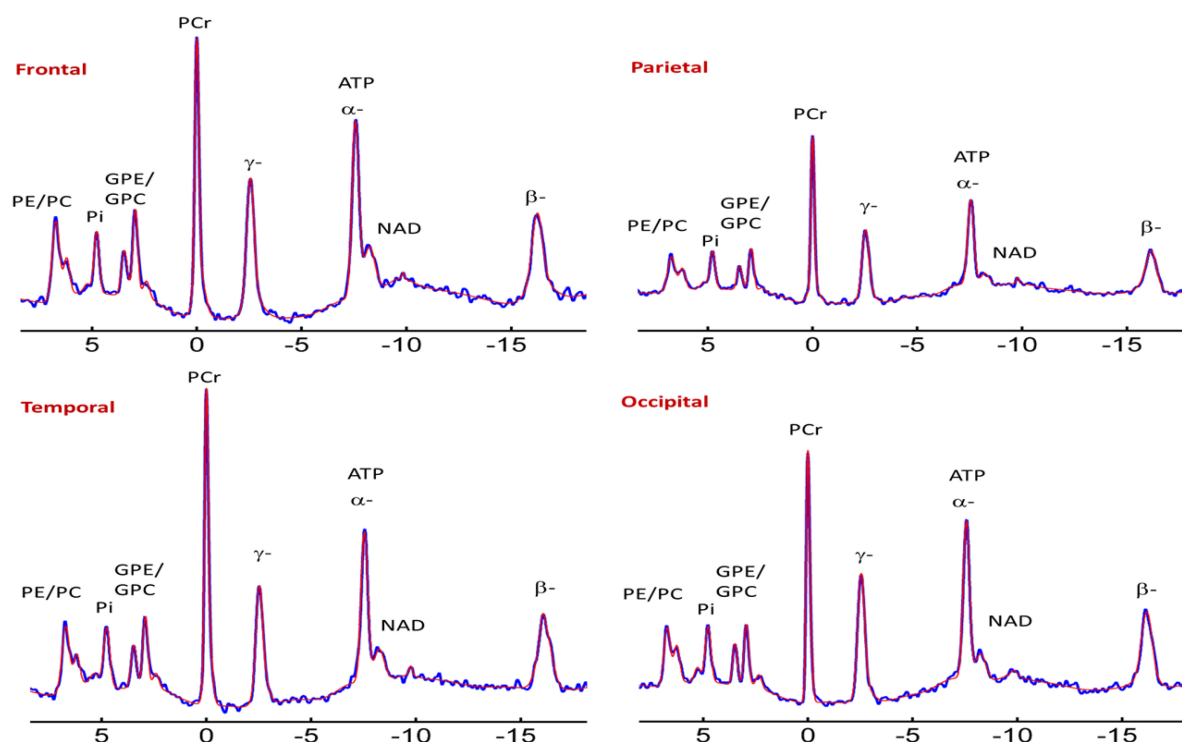 Frontal
PCr
ATP
α-
γ-
GPE/
GPC
PE/PC
Pi
β-
NAD
5 0 -5 -10 -15
Parietal
PCr
ATP
α-
GPE/
GPC
PE/PC
γ-
Pi
NAD
β-
5 0 -5 -10 -15
Temporal
PCr
ATP
α-
γ-
GPE/
GPC
PE/PC
Pi
β-
NAD
5 0 -5 -10 -15
Occipital
PCr
ATP
α-
γ-
GPE/
GPC
PE/PC
Pi
β-
NAD
5 0 -5 -10 -15